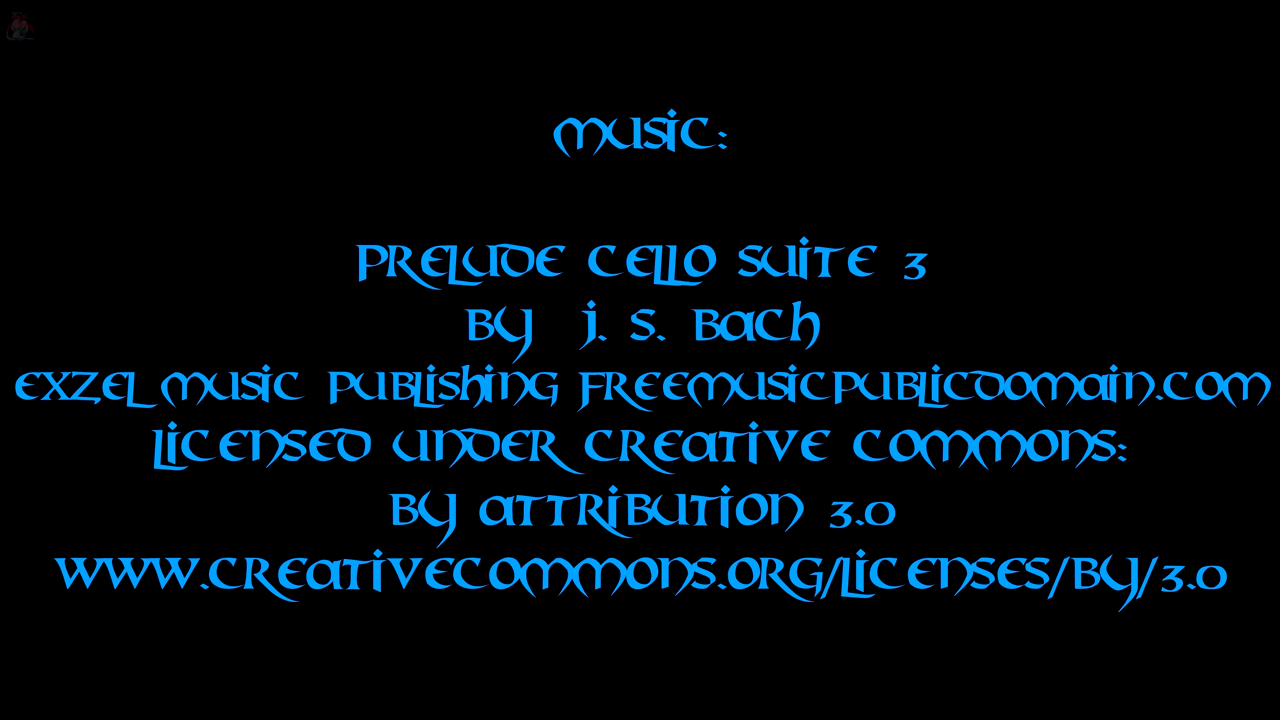 Music:
Prelude Cello Suite 3
By J. S. Bach
Exzel Music Publishing freemusicpublicdomain.com
Licensed under Creative Commons:
By Attribution 3.0
www.creativecommons.org/licenses/by/3.0